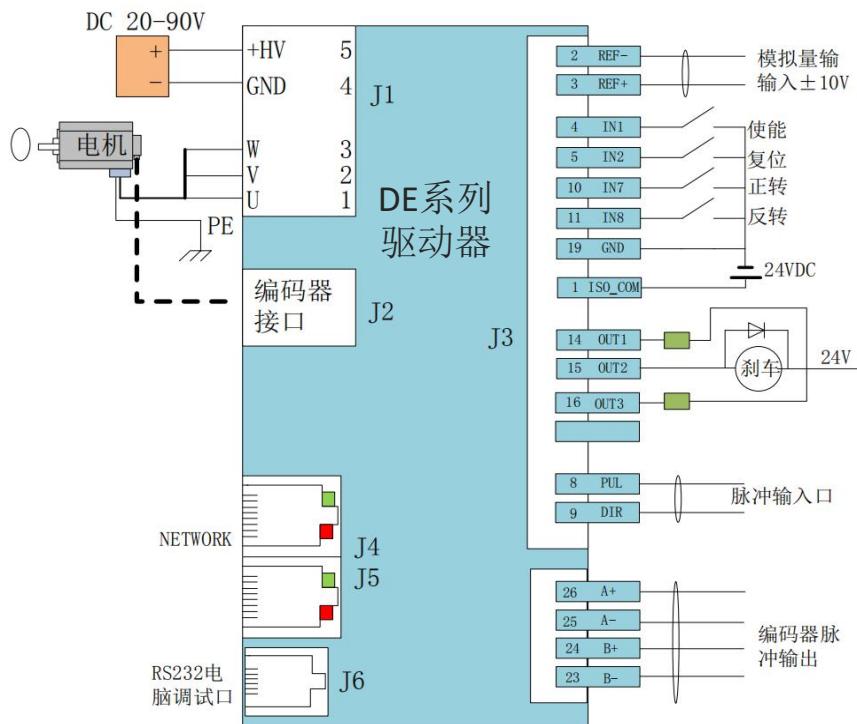 DC 20-90V
+
-
+HV 5
GND 4
J1
W 3
V 2
U 1
电机
PE
DE系列
驱动器
编码器
接口
J2
J3
2 REF-
3 REF+
模拟量输
输入±10V
4 IN1
使能
5 IN2
复位
10 IN7
正转
11 IN8
反转
19 GND
24VDC
1 ISO_COM
14 OUT1
15 OUT2
刹车
24V
16 OUT3
8 PUL
9 DIR
脉冲输入口
NETWORK
J4
J5
RS232电
脑调试口
J6
26 A+
25 A-
24 B+
23 B-
编码器脉
冲输出